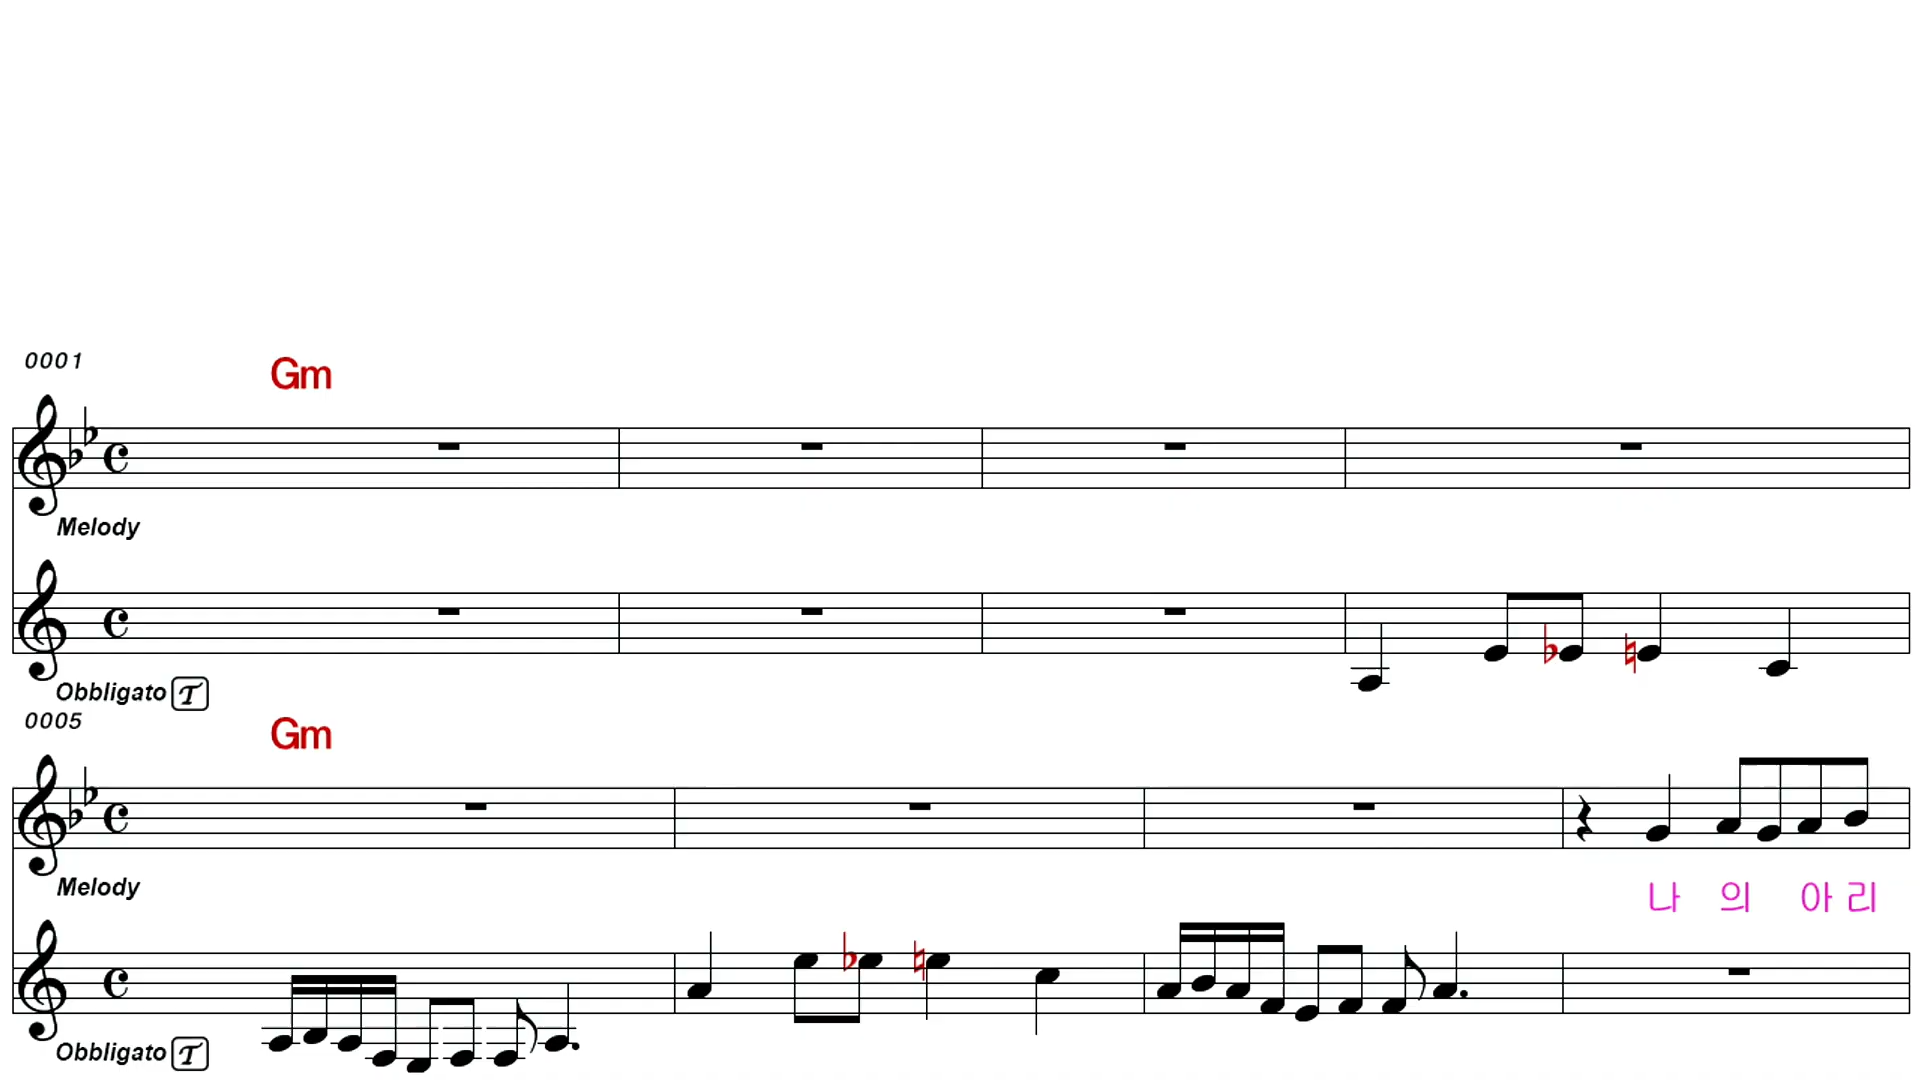 0001
Gm
Melody
Obbligato T
0005
Gm
Melody
나 의 아 리
Obbligato T